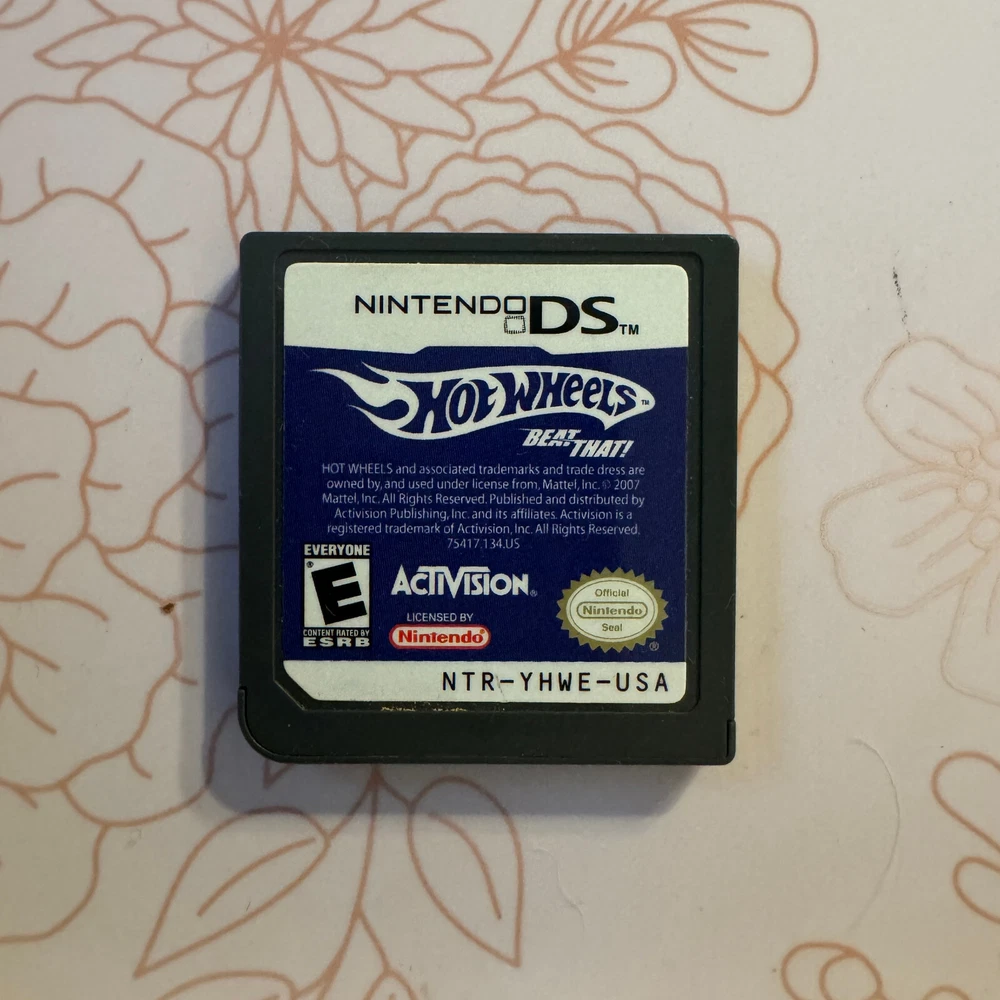 NINTENDO DS™
HOT WHEELS™
BEAT THAT!
HOT WHEELS and associated trademarks and trade dress are
owned by, and used under license from, Mattel, Inc. © 2007
Mattel, Inc. All Rights Reserved. Published and distributed by
Activision Publishing, Inc. and its affiliates. Activision is a
registered trademark of Activision, Inc. All Rights Reserved.
75417.134.US
EVERYONE
E
®
CONTENT RATED BY
ESRB
ACTIVISION®
LICENSED BY
Nintendo®
Official
Nintendo
Seal
®
NTR-YHWE-USA